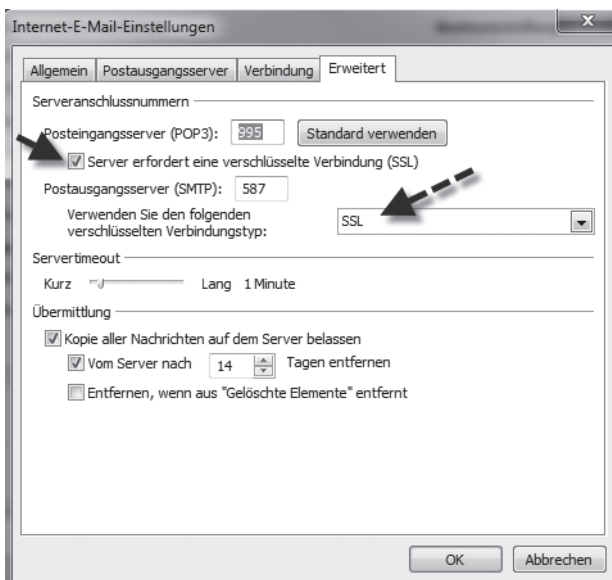 Internet-E-Mail-Einstellungen
Allgemein Postausgangsserver Verbindung Erweitert
Serveranschlussnummern
Posteingangsserver (POP3): 995 Standard verwenden
Server erfordert eine verschlüsselte Verbindung (SSL)
Postausgangsserver (SMTP): 587
Verwenden Sie den folgenden
verschlüsselten Verbindungstyp: SSL
Servertimeout
Kurz Lang 1 Minute
Übermittlung
Kopie aller Nachrichten auf dem Server belassen
Vom Server nach 14 Tagen entfernen
Entfernen, wenn aus "Gelöschte Elemente" entfernt
OK Abbrechen